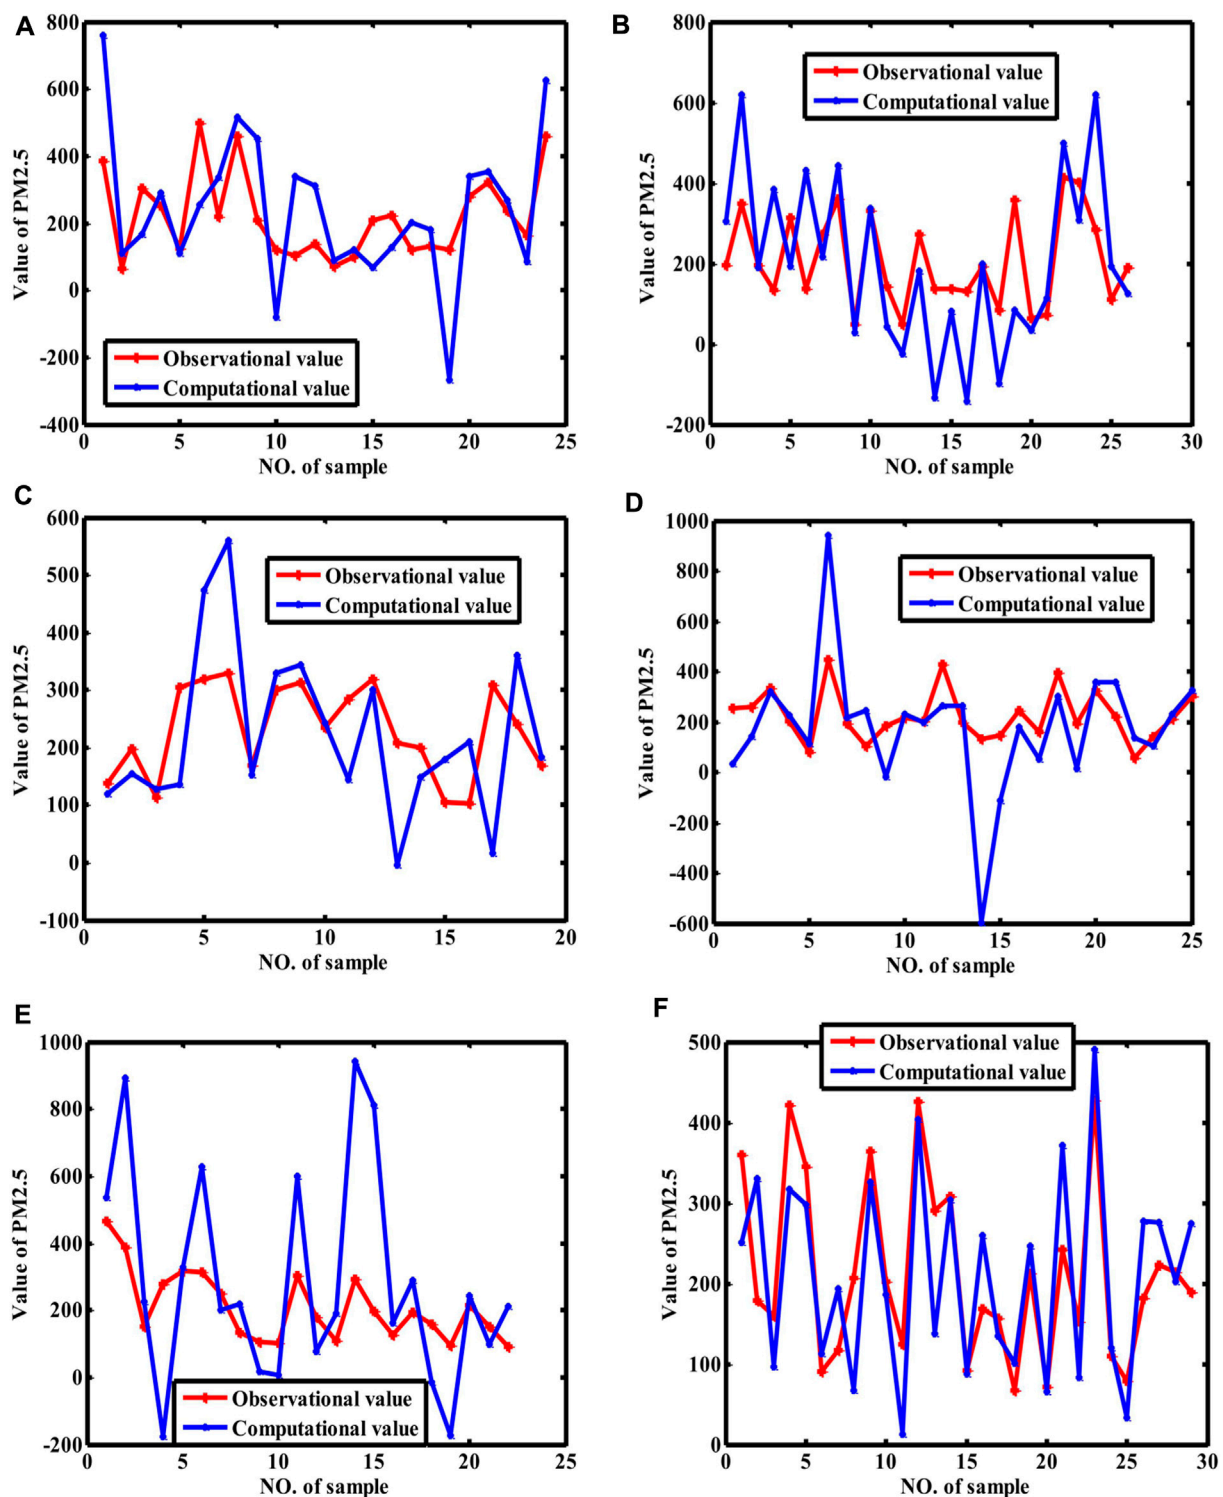 A
800
600
400
200
0
-200
-400
Value of PM2.5
Observational value
Computational value
0 5 10 15 20 25
NO. of sample
B
800
600
400
200
0
-200
Value of PM2.5
Observational value
Computational value
0 5 10 15 20 25 30
NO. of sample
C
600
500
400
300
200
100
0
-100
Value of PM2.5
Observational value
Computational value
0 5 10 15 20
NO. of sample
D
1000
800
600
400
200
0
-200
-400
-600
Value of PM2.5
Observational value
Computational value
0 5 10 15 20 25
NO. of sample
E
1000
800
600
400
200
0
-200
Value of PM2.5
Observational value
Computational value
0 5 10 15 20 25
NO. of sample
F
500
400
300
200
100
0
Value of PM2.5
Observational value
Computational value
0 5 10 15 20 25 30
NO. of sample